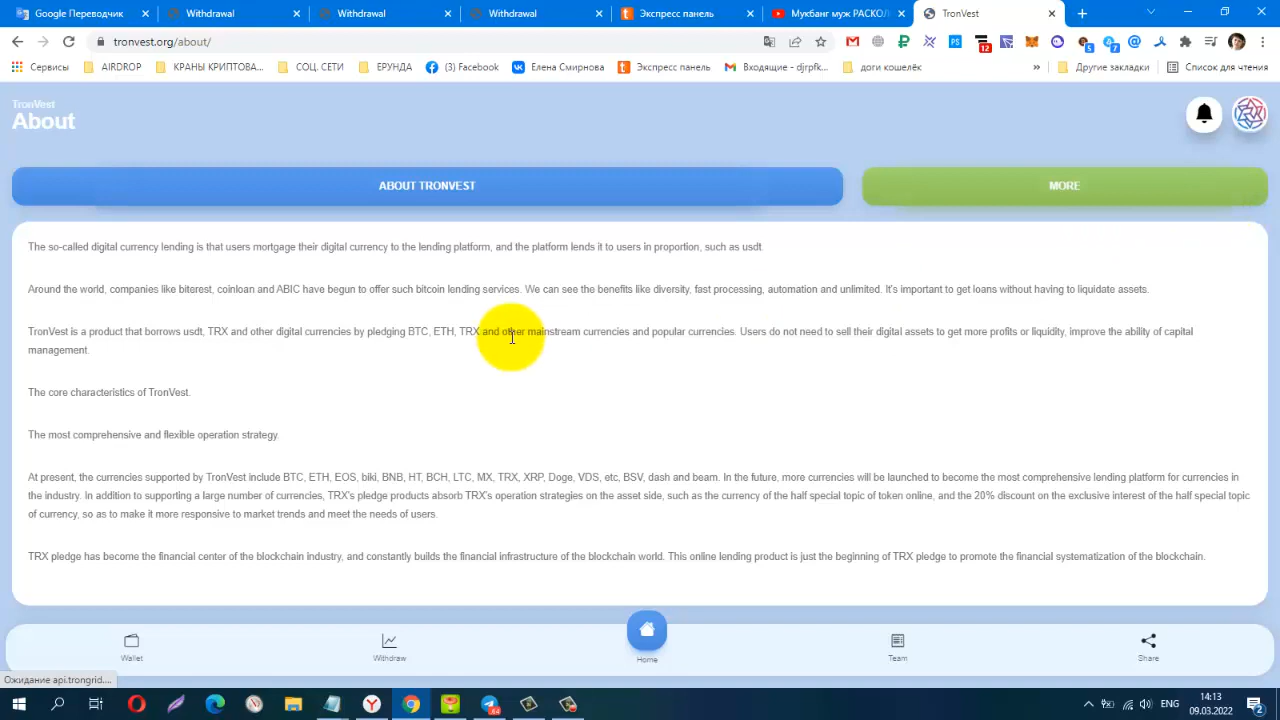 Google Переводчик
Withdrawal
Withdrawal
Withdrawal
Экспресс панель
Мукбанг муж РАСКОЛ
TronVest
tronvest.org/about/
12
5
7
Сервисы
AIRDROP
КРАНЫ КРИПТОВА...
СОЦ. СЕТИ
ЕРУНДА
(3) Facebook
Елена Смирнова
Экспресс панель
Входящие - djrpfk...
доги кошелёк
»
Другие закладки
Список для чтения
TronVest
About
ABOUT TRONVEST
MORE
The so-called digital currency lending is that users mortgage their digital currency to the lending platform, and the platform lends it to users in proportion, such as usdt.
Around the world, companies like biterest, coinloan and ABIC have begun to offer such bitcoin lending services. We can see the benefits like diversity, fast processing, automation and unlimited. It's important to get loans without having to liquidate assets.
TronVest is a product that borrows usdt, TRX and other digital currencies by pledging BTC, ETH, TRX and other mainstream currencies and popular currencies. Users do not need to sell their digital assets to get more profits or liquidity, improve the ability of capital
management.
The core characteristics of TronVest.
The most comprehensive and flexible operation strategy.
At present, the currencies supported by TronVest include BTC, ETH, EOS, biki, BNB, HT, BCH, LTC, MX, TRX, XRP, Doge, VDS, etc, BSV, dash and beam. In the future, more currencies will be launched to become the most comprehensive lending platform for currencies in
the industry. In addition to supporting a large number of currencies, TRX's pledge products absorb TRX's operation strategies on the asset side, such as the currency of the half special topic of token online, and the 20% discount on the exclusive interest of the half special topic
of currency, so as to make it more responsive to market trends and meet the needs of users.
TRX pledge has become the financial center of the blockchain industry, and constantly builds the financial infrastructure of the blockchain world. This online lending product is just the beginning of TRX pledge to promote the financial systematization of the blockchain.
Wallet
Withdraw
Home
Team
Share
Ожидание api.trongrid....
ENG
14:13
09.03.2022
2